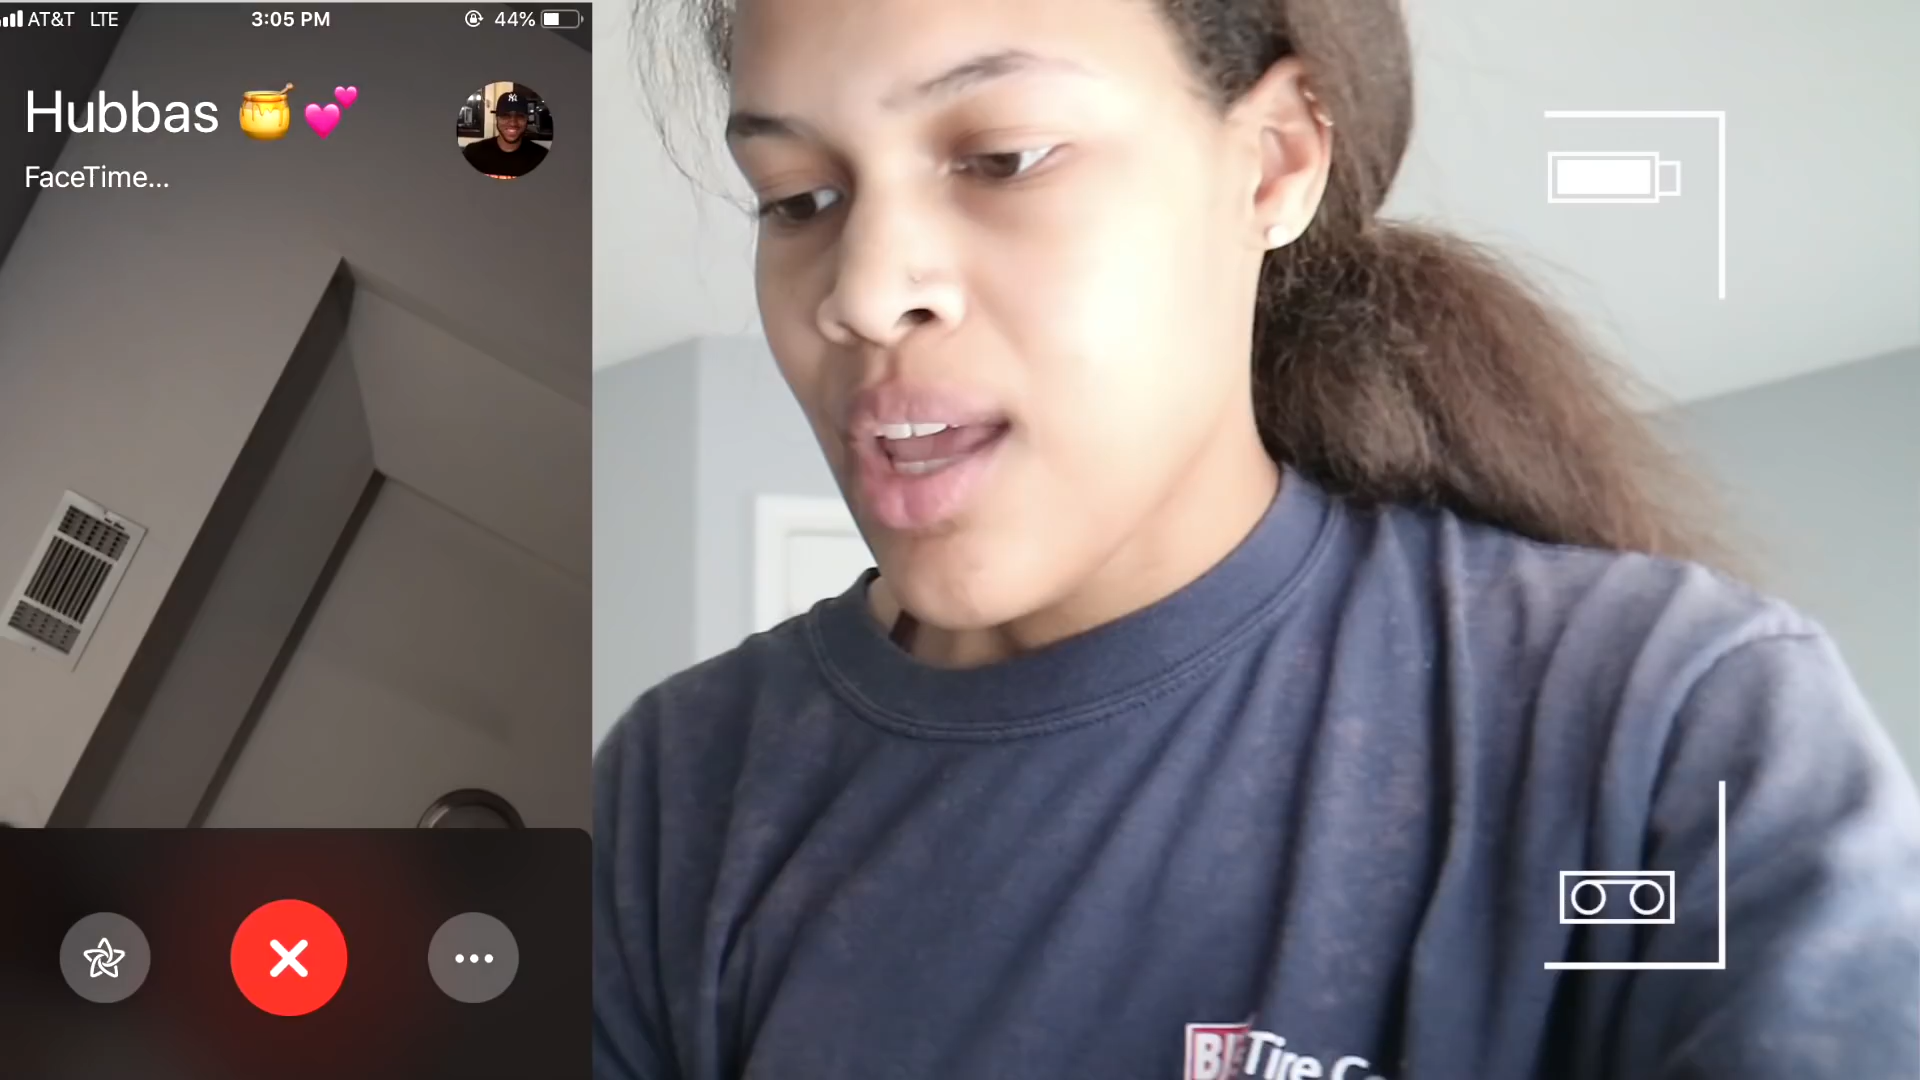 AT&T LTE 3:05 PM 44%
Hubbas 🍯 💕
FaceTime...
Tire